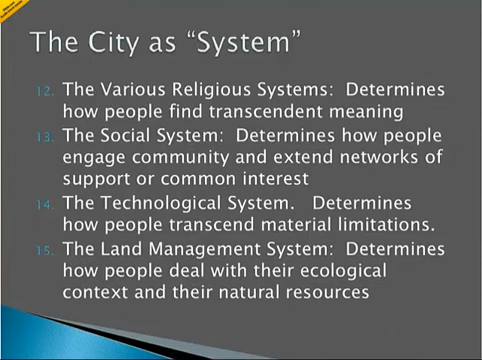 The City as “System”
12. The Various Religious Systems:  Determines
how people find transcendent meaning
13. The Social System:  Determines how people
engage community and extend networks of
support or common interest
14. The Technological System.   Determines
how people transcend material limitations.
15. The Land Management System:  Determines
how people deal with their ecological
context and their natural resources